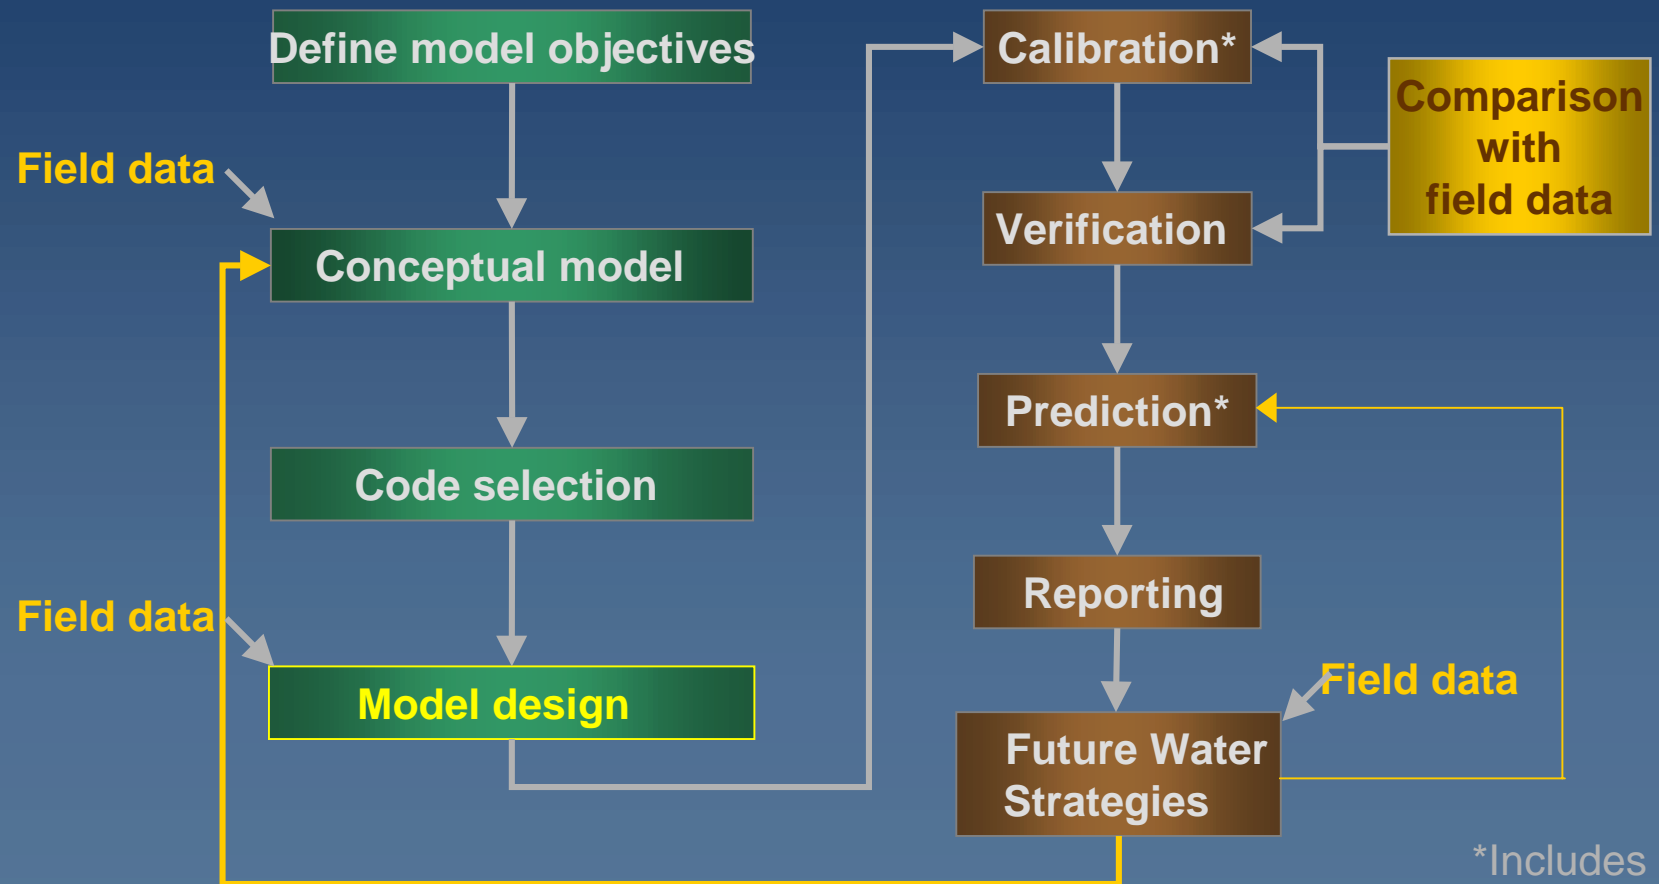 Define model objectives
Field data
Conceptual model
Code selection
Field data
Model design
Calibration*
Comparison
with
field data
Verification
Prediction*
Reporting
Field data
Future Water
Strategies
*Includes